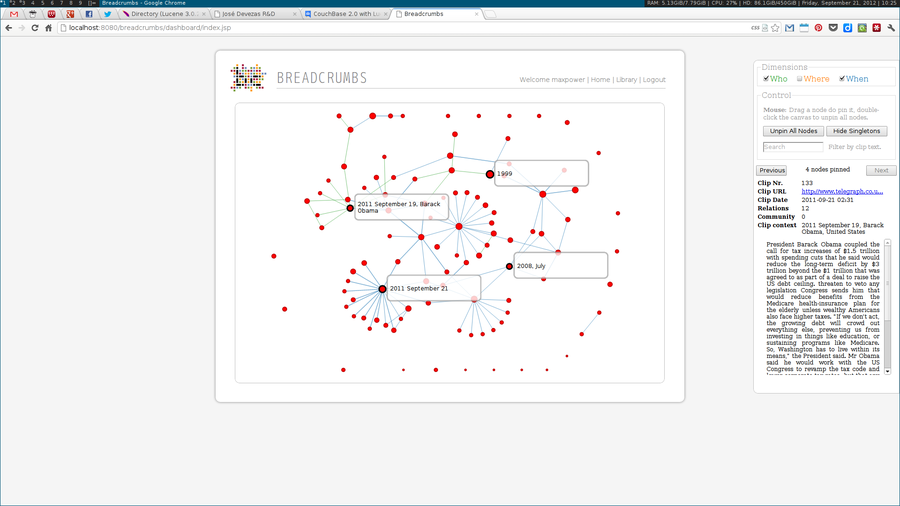 1 2 3 4 5 6 7 8 9 []= Breadcrumbs - Google Chrome
RAM: 5.13GiB/7.79GiB | CPU: 27% | HD: 86.1GiB/450GiB | Friday, September 21, 2012 | 10:25
Directory (Lucene 3.0.
José Devezas R&D
CouchBase 2.0 with Lu
Breadcrumbs
localhost:8080/breadcrumbs/dashboard/index.jsp
BREADCRUMBS
Welcome maxpower | Home | Library | Logout
1999
2011 September 19, Barack
Obama
2008, July
2011 September 21
Dimensions
Who Where When
Control
Mouse: Drag a node do pin it, double-
click the canvas to unpin all nodes.
Unpin All Nodes Hide Singletons
Search Filter by clip text.
Previous 4 nodes pinned Next
Clip Nr. 133
Clip URL http://www.telegraph.co.u...
Clip Date 2011-09-21 02:31
Relations 12
Community 0
Clip context 2011 September 19, Barack
Obama, United States
President Barack Obama coupled the
call for tax increases of $1.5 trillion
with spending cuts that he said would
reduce the long-term deficit by $3
trillion beyond the $1 trillion that was
agreed to as part of a deal to raise the
US debt ceiling. threaten to veto any
legislation Congress sends him that
would reduce benefits from the
Medicare health-insurance plan for
the elderly unless wealthy Americans
also face higher taxes. "If we don't act,
the growing debt will crowd out
everything else, preventing us from
investing in things like education, or
sustaining programs like Medicare.
So, Washington has to live within its
means," the President said. Mr Obama
said he would work with the US
Congress to revamp the tax code and